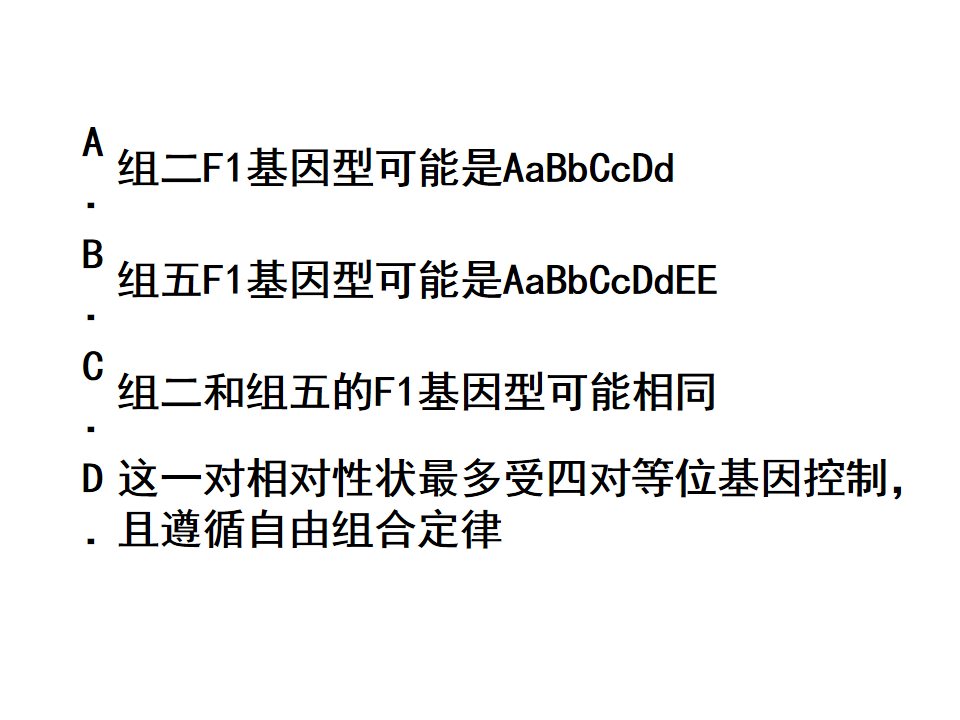 A. 组二F1基因型可能是AaBbCcDd
B. 组五F1基因型可能是AaBbCcDdEE
C. 组二和组五的F1基因型可能相同
D. 这一对相对性状最多受四对等位基因控制，
且遵循自由组合定律